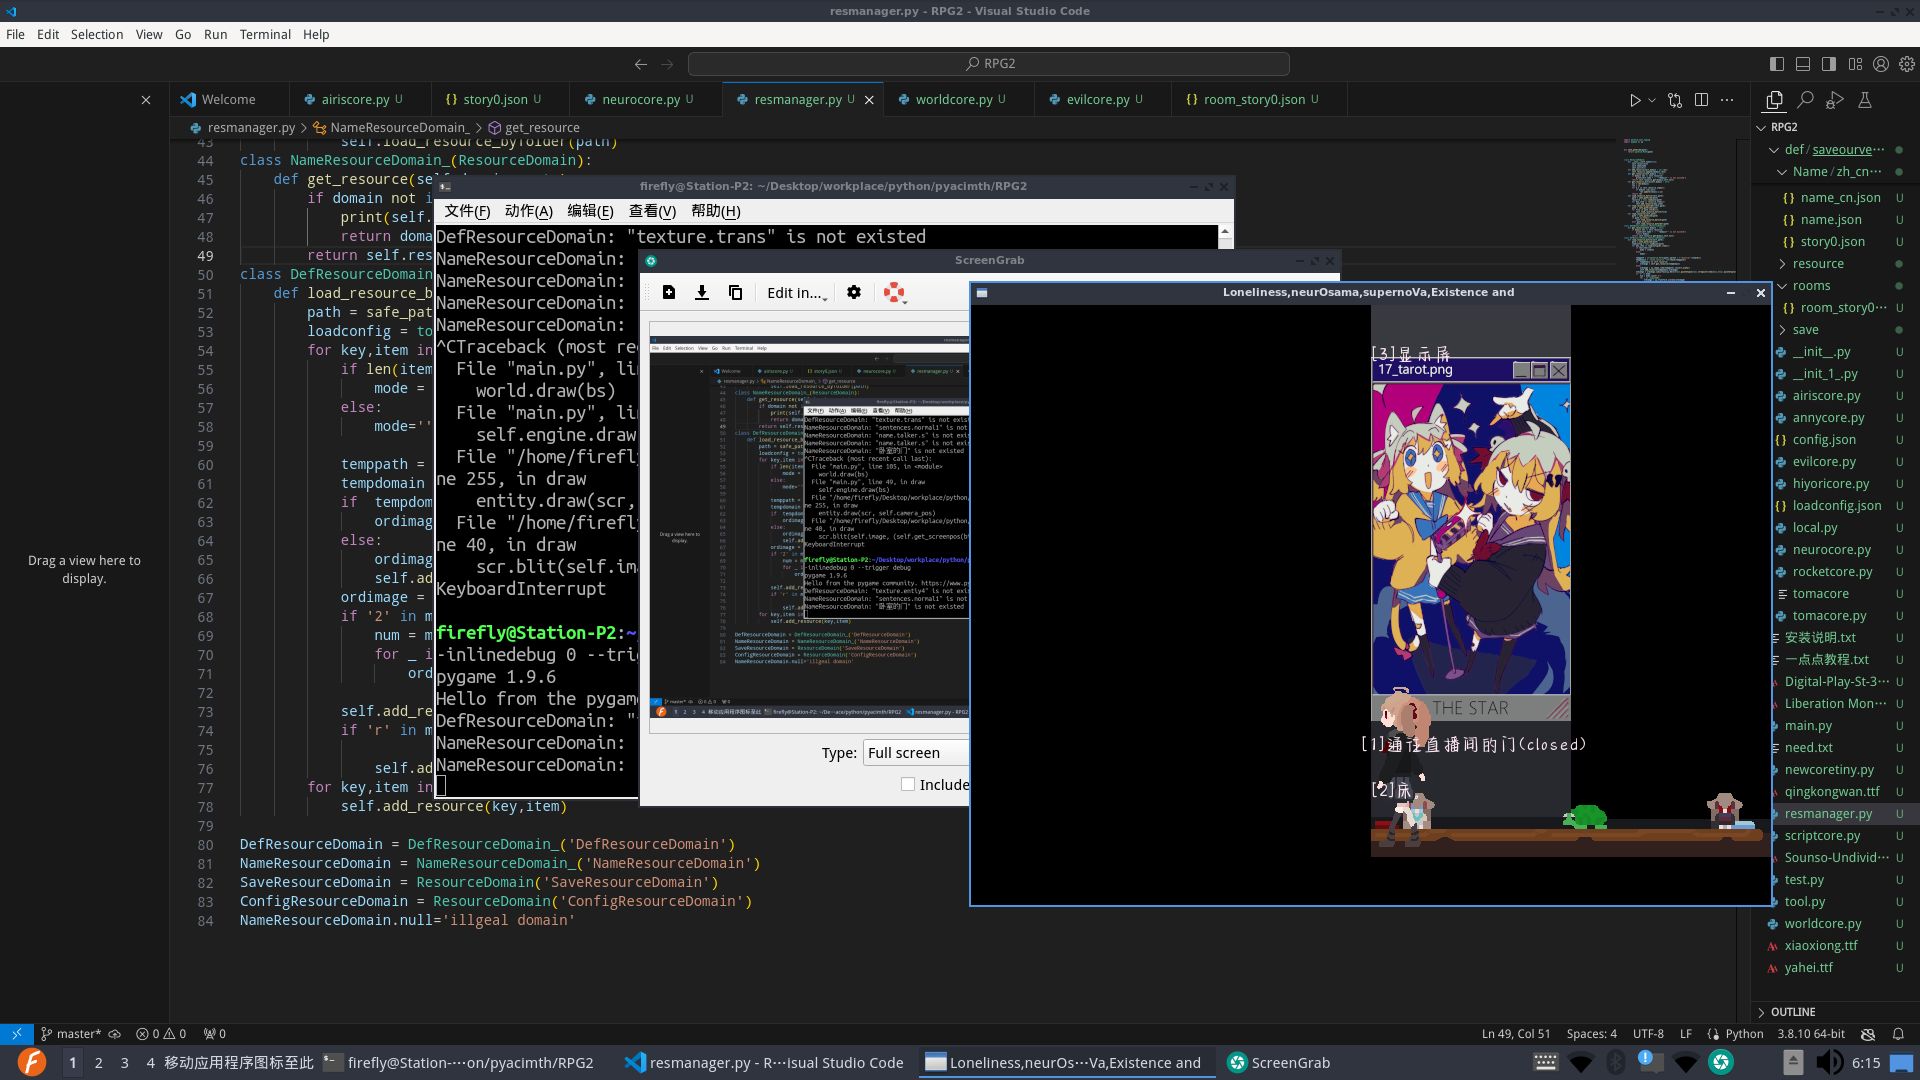 resmanager.py - RPG2 - Visual Studio Code
File Edit Selection View Go Run Terminal Help
RPG2
Welcome airiscore.py U story0.json U neurocore.py U resmanager.py U worldcore.py U evilcore.py U room_story0.json U
resmanager.py > NameResourceDomain_ > get_resource
Drag a view here to
display.
43 self.load_resource_byfolder(path)
44 class NameResourceDomain_(ResourceDomain):
45 def get_resource(se
46 if domain not i
47 print(self.
48 return doma
49 return self.res
50 class DefResourceDomain
51 def load_resource_b
52 path = safe_pat
53 loadconfig = to
54 for key,item in
55 if len(item
56 mode =
57 else:
58 mode=''
59
60 temppath =
61 tempdomain
62 if tempdom
63 ordimag
64 else:
65 ordimag
66 self.ad
67 ordimage =
68 if '2' in m
69 num = m
70 for _ i
71 ord
72
73 self.add_re
74 if 'r' in m
75
76 self.ad
77 for key,item in
78 self.add_resource(key,item)
79
80 DefResourceDomain = DefResourceDomain_('DefResourceDomain')
81 NameResourceDomain = NameResourceDomain_('NameResourceDomain')
82 SaveResourceDomain = ResourceDomain('SaveResourceDomain')
83 ConfigResourceDomain = ResourceDomain('ConfigResourceDomain')
84 NameResourceDomain.null='illgeal domain'
firefly@Station-P2: ~/Desktop/workplace/python/pyacimth/RPG2
文件(F) 动作(A) 编辑(E) 查看(V) 帮助(H)
DefResourceDomain: "texture.trans" is not existed
NameResourceDomain:
NameResourceDomain:
NameResourceDomain:
NameResourceDomain:
^CTraceback (most re
File "main.py", li
world.draw(bs)
File "main.py", li
self.engine.draw
File "/home/firefl
ne 255, in draw
entity.draw(scr,
File "/home/firefl
ne 40, in draw
scr.blit(self.im
KeyboardInterrupt
firefly@Station-P2:~
-inlinedebug 0 --tri
pygame 1.9.6
Hello from the pygam
DefResourceDomain: "
NameResourceDomain:
NameResourceDomain:
ScreenGrab
Edit in...
Type: Full screen
Include
Loneliness,neurOsama,supernoVa,Existence and
[3]显示屏
17_tarot.png
THE STAR
[1]通往直播间的门(closed)
[2]床
RPG2
def/saveourve···
Name/zh_cn···
name_cn.json U
name.json U
story0.json U
resource
rooms
room_story0··· U
save
__init__.py U
__init_1_.py U
airiscore.py U
annycore.py U
config.json U
evilcore.py U
hiyoricore.py U
loadconfig.json U
local.py U
neurocore.py U
rocketcore.py U
tomacore U
tomacore.py U
安装说明.txt U
一点点教程.txt U
Digital-Play-St-3··· U
Liberation Mon··· U
main.py U
need.txt U
newcoretiny.py U
qingkongwan.ttf U
resmanager.py U
scriptcore.py U
Sounso-Undivid··· U
test.py U
tool.py U
worldcore.py U
xiaoxiong.ttf U
yahei.ttf U
OUTLINE
master* 0 0 0 Ln 49, Col 51 Spaces: 4 UTF-8 LF Python 3.8.10 64-bit
1 2 3 4 移动应用程序图标至此 firefly@Station-···on/pyacimth/RPG2 resmanager.py - R···isual Studio Code Loneliness,neurOs···Va,Existence and ScreenGrab 6:15